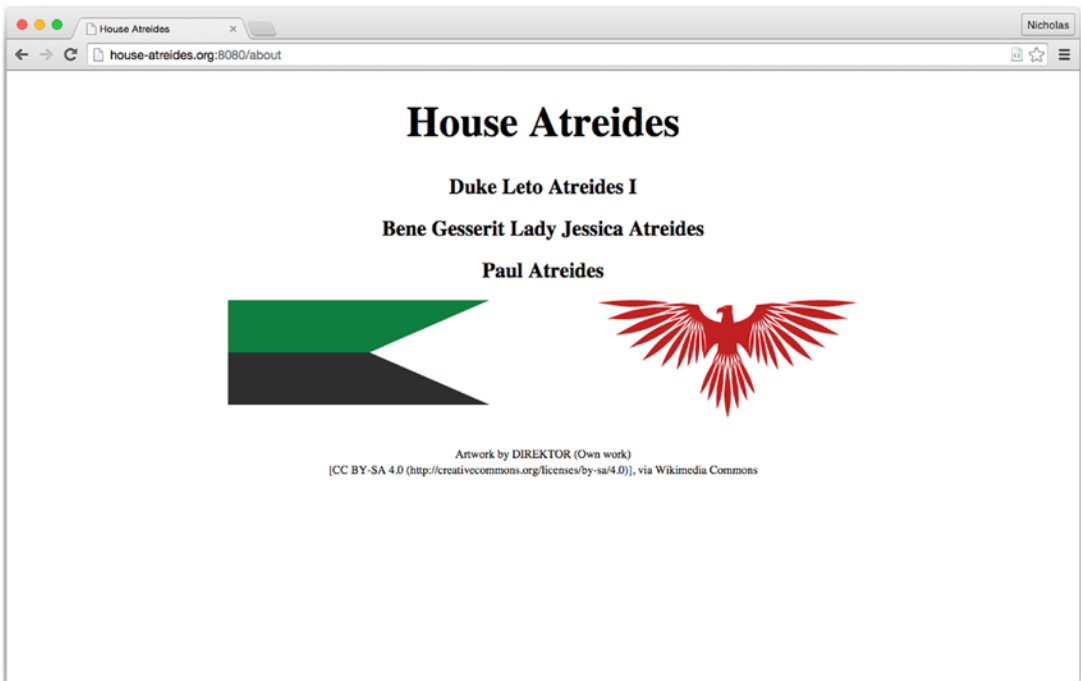 House Atreides
Nicholas
house-atreides.org:8080/about
House Atreides
Duke Leto Atreides I
Bene Gesserit Lady Jessica Atreides
Paul Atreides
Artwork by DIREKTOR (Own work)
[CC BY-SA 4.0 (http://creativecommons.org/licenses/by-sa/4.0)], via Wikimedia Commons